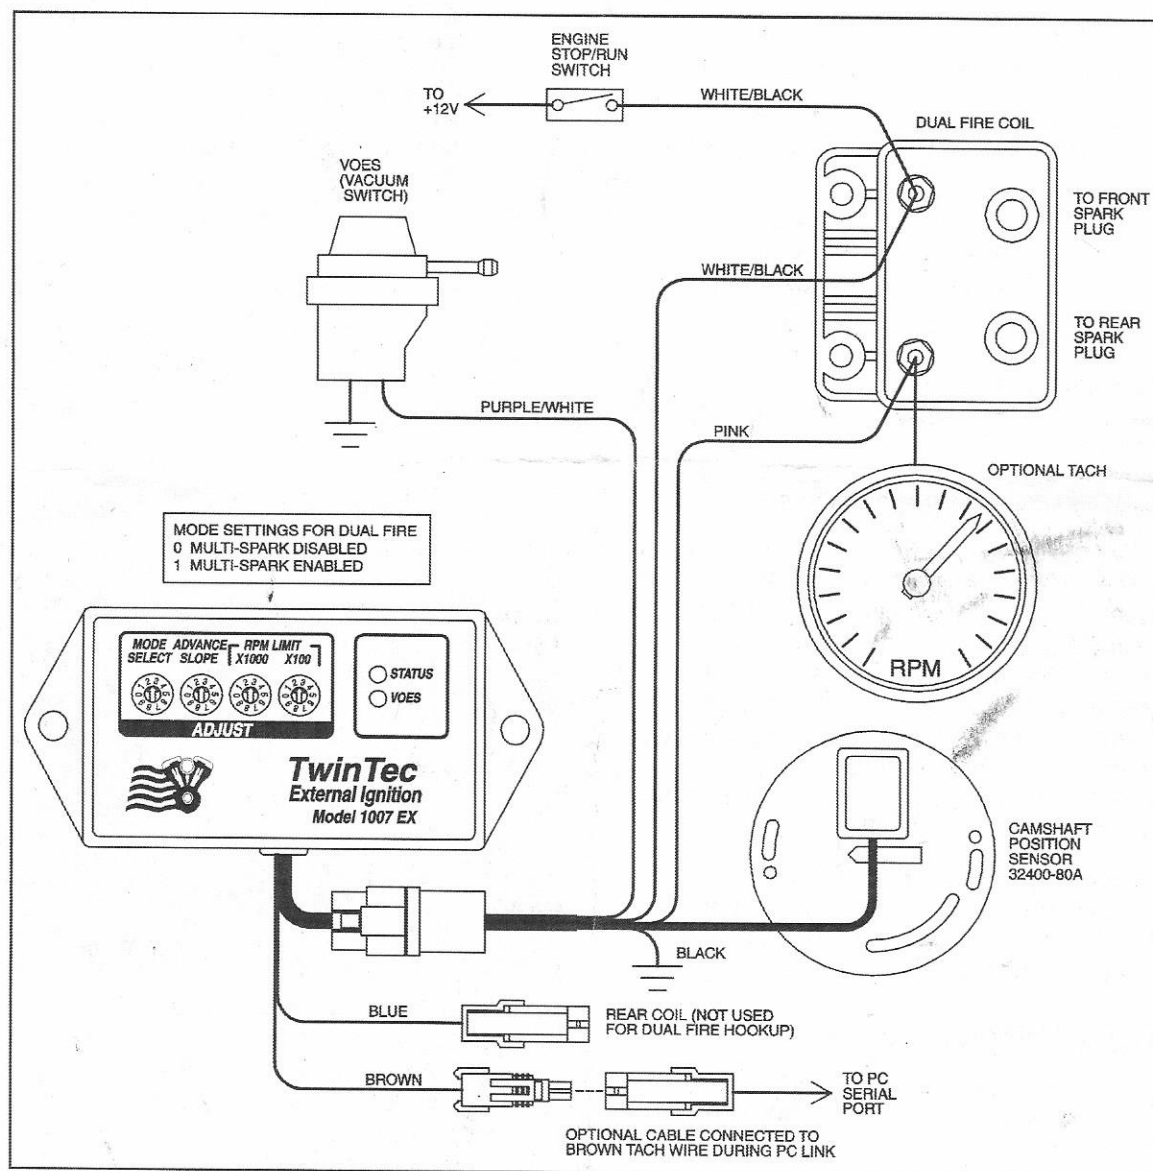 ENGINE
STOP/RUN
SWITCH
TO
+12V
WHITE/BLACK
DUAL FIRE COIL
VOES
(VACUUM
SWITCH)
TO FRONT
SPARK
PLUG
WHITE/BLACK
TO REAR
SPARK
PLUG
PURPLE/WHITE
PINK
OPTIONAL TACH
MODE SETTINGS FOR DUAL FIRE
0 MULTI-SPARK DISABLED
1 MULTI-SPARK ENABLED
RPM
MODE ADVANCE RPM LIMIT
SELECT SLOPE X1000 X100
STATUS
VOES
ADJUST
TwinTec
External Ignition
Model 1007 EX
CAMSHAFT
POSITION
SENSOR
32400-80A
BLACK
BLUE
REAR COIL (NOT USED
FOR DUAL FIRE HOOKUP)
BROWN
TO PC
SERIAL
PORT
OPTIONAL CABLE CONNECTED TO
BROWN TACH WIRE DURING PC LINK